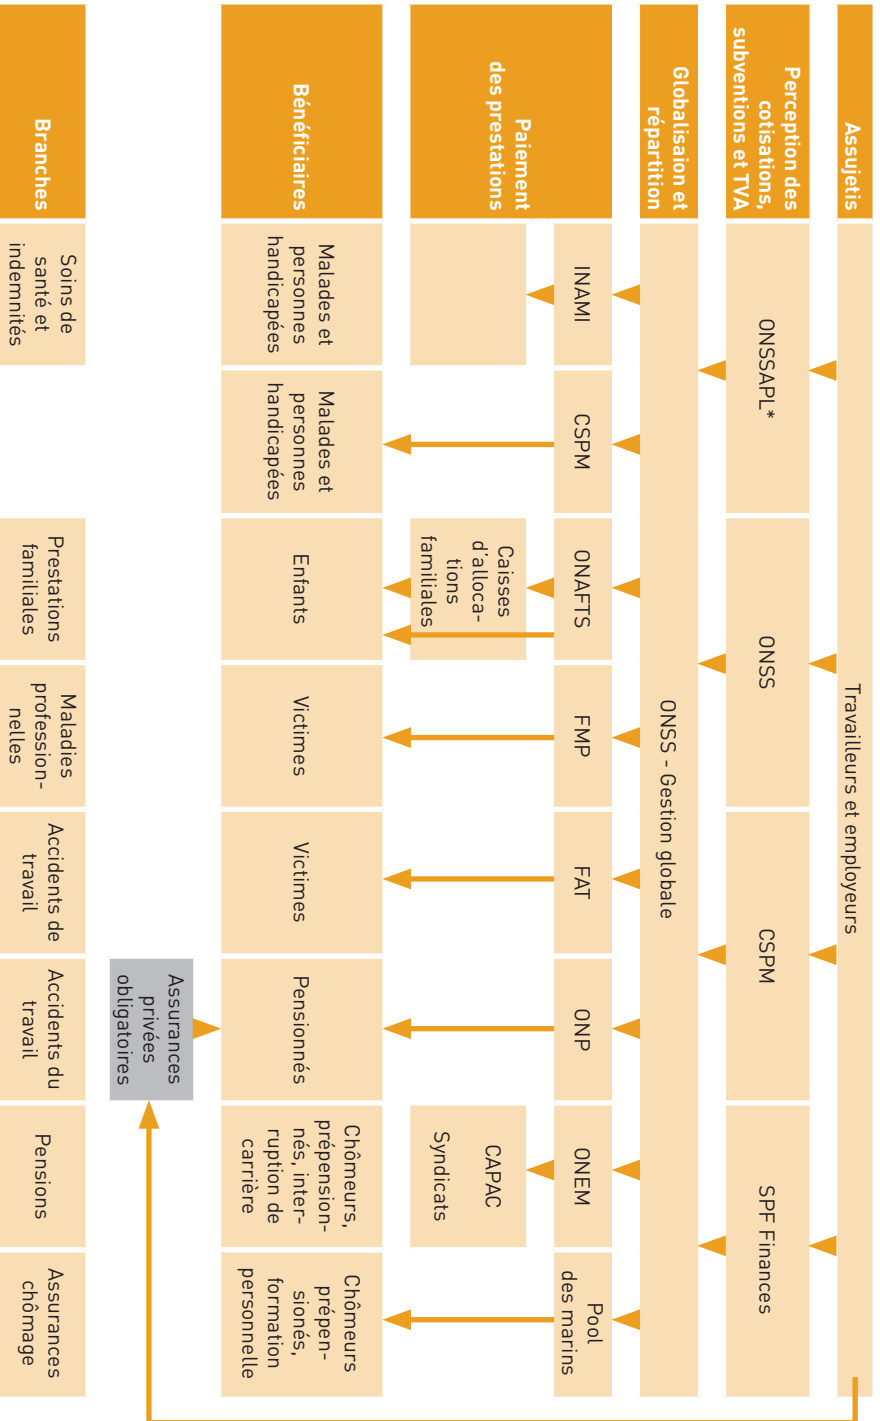 Assujetis
Travailleurs et employeurs
Perception des
cotisations,
subventions et TVA
ONSSAPL*
ONSS
CSPM
SPF Finances
Globalisaion et
répartition
ONSS - Gestion globale
Paiement
des prestations
INAMI
CSPM
ONAFTS
FMP
FAT
ONP
ONEM
Pool
des marins
Caisses
d'alloca-
tions
familiales
CAPAC
Syndicats
Bénéficiaires
Malades et
personnes
handicapées
Malades et
personnes
handicapées
Enfants
Victimes
Victimes
Pensionnés
Chômeurs,
prépension-
nés, inter-
ruption de
carrière
Chômeurs
prépen-
sionés,
formation
personnelle
Assurances
privées
obligatoires
Branches
Soins de
santé et
indemnités
Prestations
familiales
Maladies
profession-
nelles
Accidents de
travail
Accidents du
travail
Pensions
Assurances
chômage